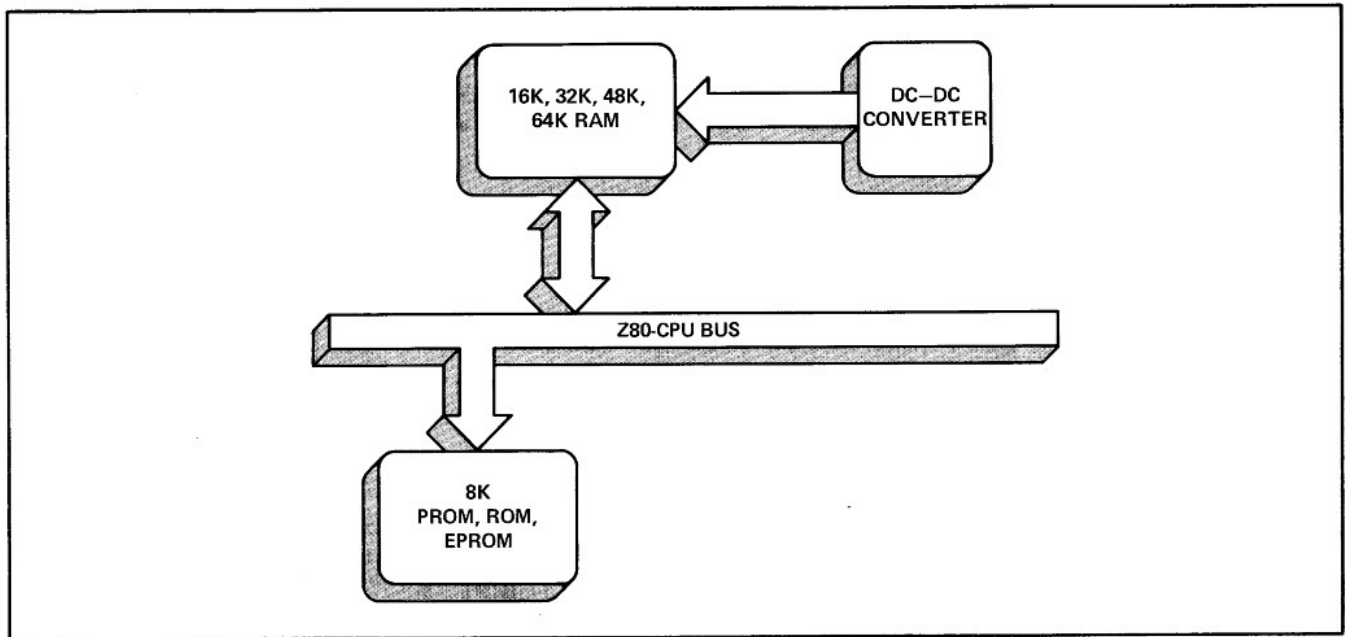 16K, 32K, 48K,
64K RAM
DC–DC
CONVERTER
Z80-CPU BUS
8K
PROM, ROM,
EPROM